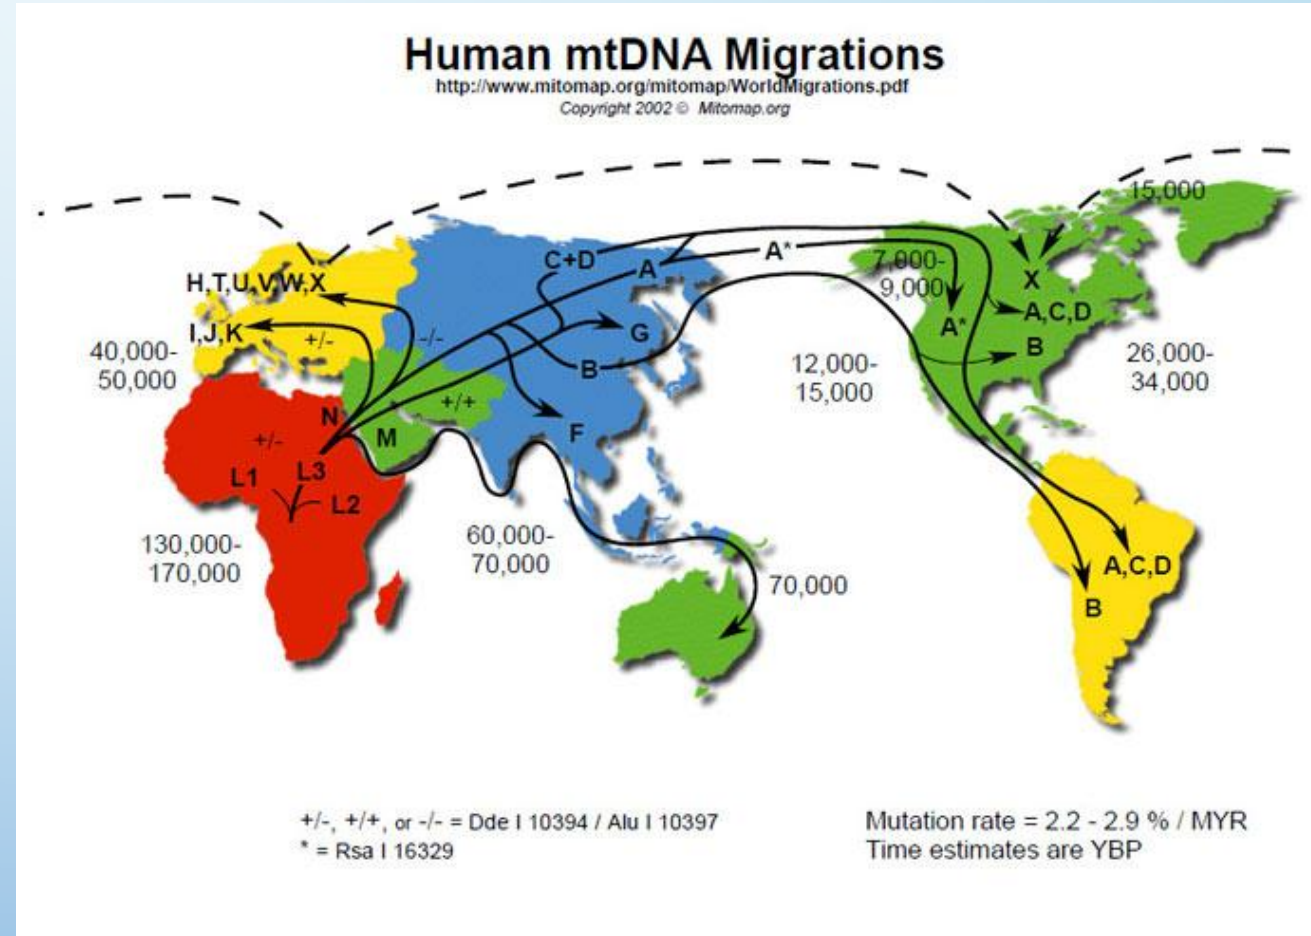 Human mtDNA Migrations
http://www.mitomap.org/mitomap/WorldMigrations.pdf
Copyright 2002 © Mitomap.org
15,000
C+D
A
A*
7,000-
9,000
H,T,U,V,W,X
X
A,C,D
A*
I,J,K
+/-
-/-
G
B
B
40,000-
50,000
12,000-
15,000
26,000-
34,000
+/+
N
M
F
+/-
L3
L1
L2
130,000-
170,000
60,000-
70,000
70,000
A,C,D
B
+/-, +/+, or -/- = Dde I 10394 / Alu I 10397
* = Rsa I 16329
Mutation rate = 2.2 - 2.9 % / MYR
Time estimates are YBP